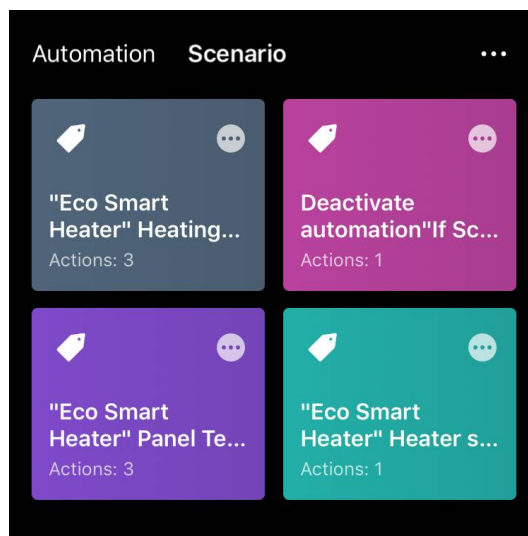 Automation Scenario
"Eco Smart
Heater" Heating...
Actions: 3
Deactivate
automation"If Sc...
Actions: 1
"Eco Smart
Heater" Panel Te...
Actions: 3
"Eco Smart
Heater" Heater s...
Actions: 1